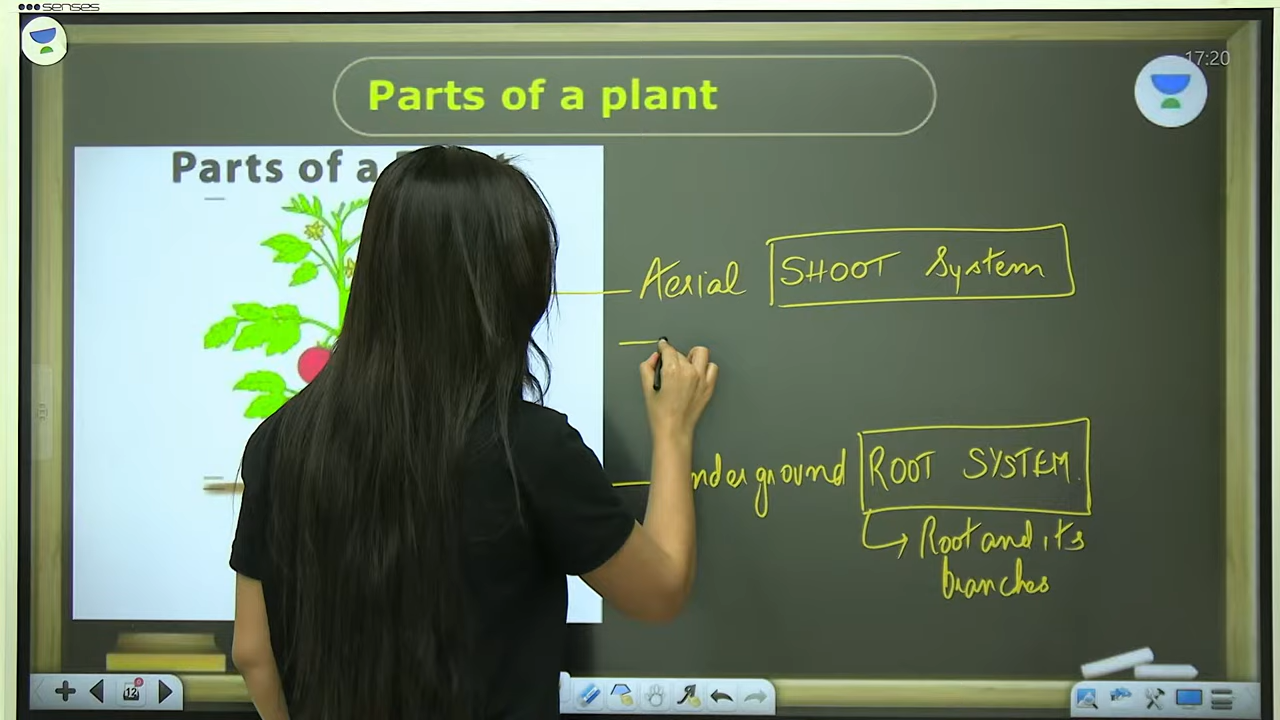 senses
17:20
Parts of a plant
Parts of a
Aerial SHOOT System
nderground ROOT SYSTEM.
Root and its
branches
12